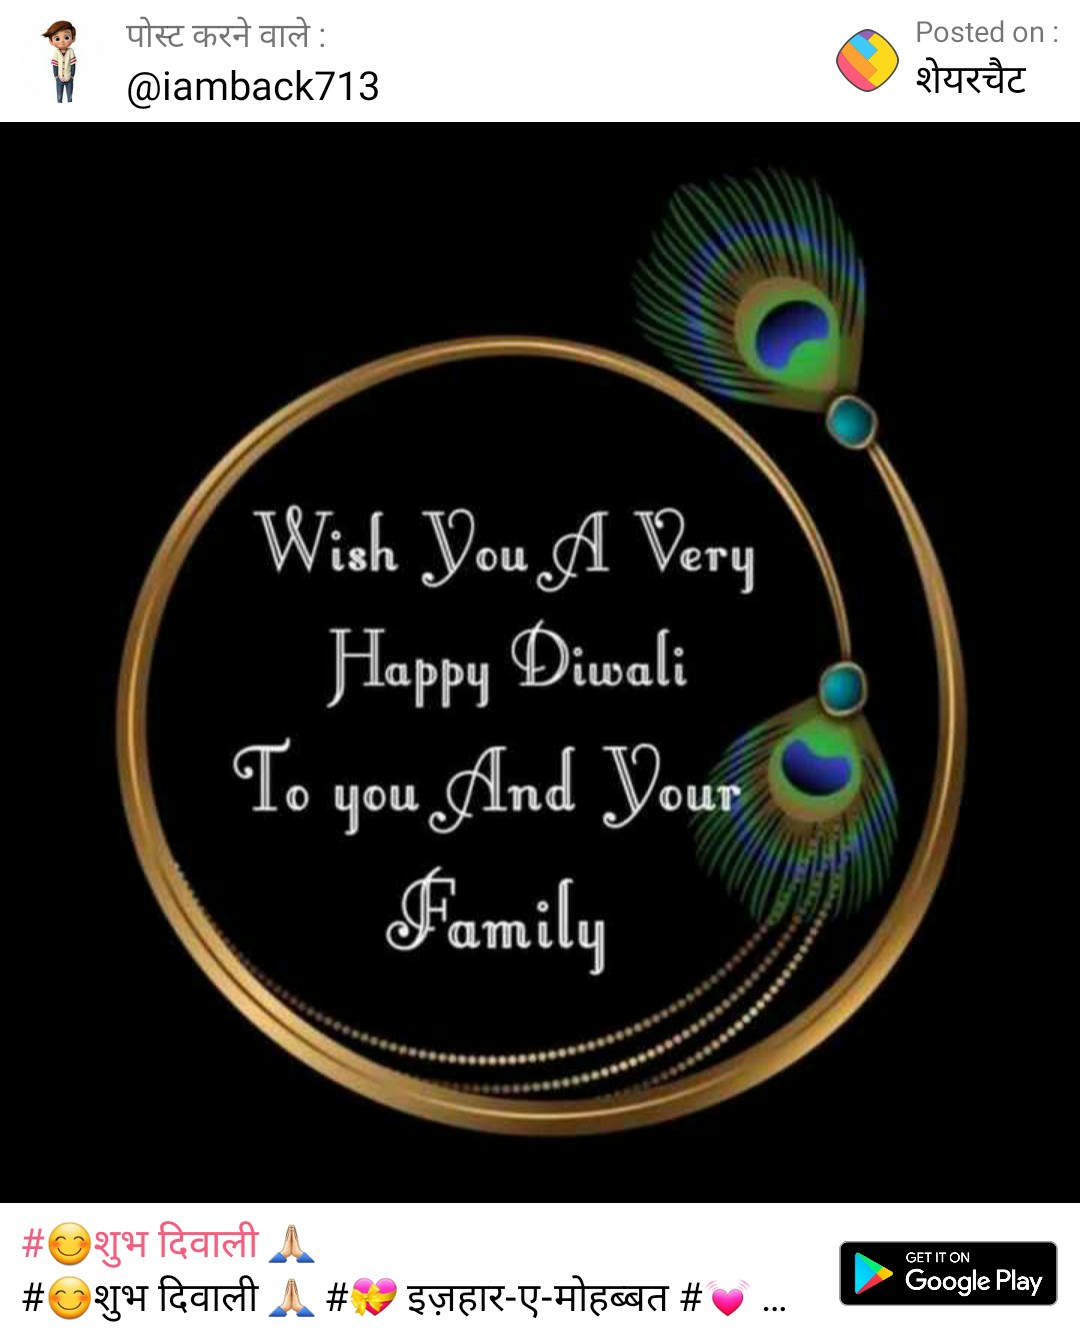 पोस्ट करने वाले :
@iamback713
Posted on :
शेयरचैट
Wish You A Very
Happy Diwali
To you And Your
Family
#😊शुभ दिवाली 🙏🏻
#😊शुभ दिवाली 🙏🏻 #💝 इज़हार-ए-मोहब्बत #💓 ...
GET IT ON
Google Play